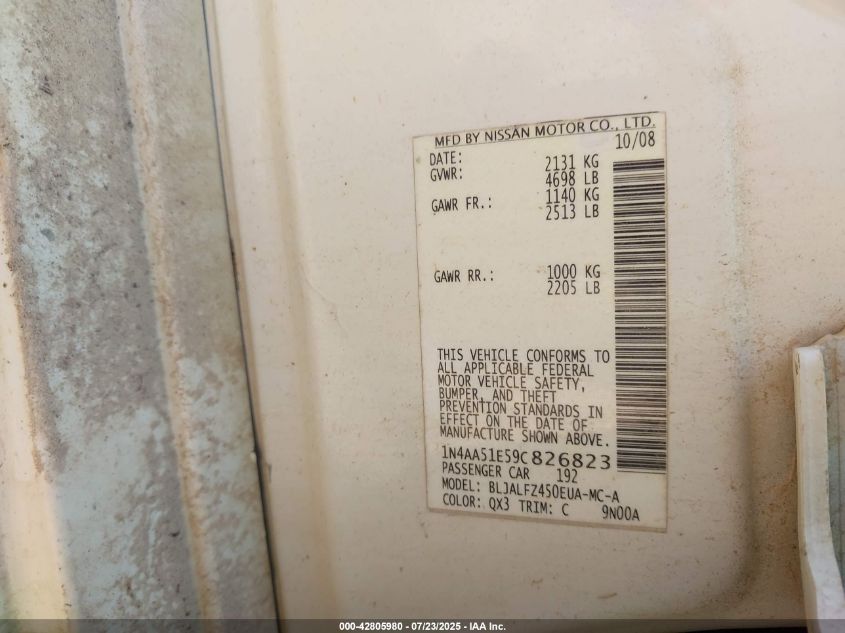 MFD BY NISSAN MOTOR CO., LTD.
DATE: 10/08
GVWR: 2131 KG
4698 LB
GAWR FR.: 1140 KG
2513 LB
GAWR RR.: 1000 KG
2205 LB
THIS VEHICLE CONFORMS TO
ALL APPLICABLE FEDERAL
MOTOR VEHICLE SAFETY,
BUMPER, AND THEFT
PREVENTION STANDARDS IN
EFFECT ON THE DATE OF
MANUFACTURE SHOWN ABOVE.
1N4AA51E59C826823
PASSENGER CAR 192
MODEL: BLJALFZ450EUA-MC-A
COLOR: QX3 TRIM: C 9N00A
000-42805980 - 07/23/2025 - IAA Inc.